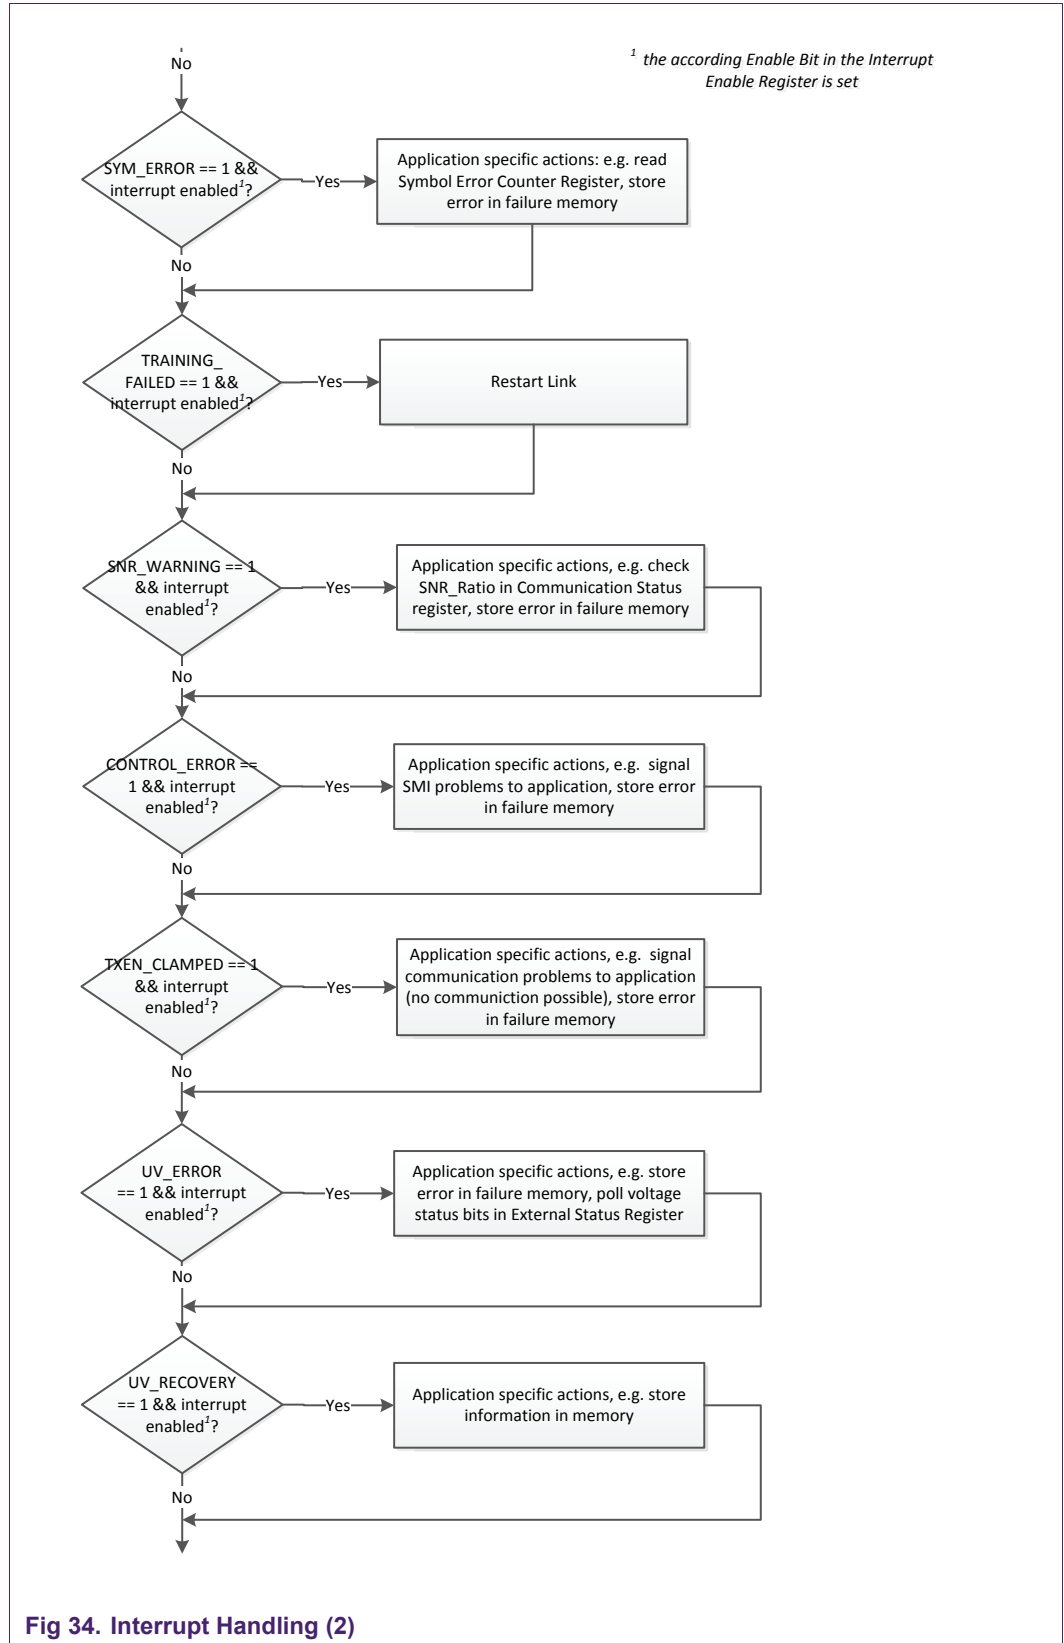 No
¹ the according Enable Bit in the Interrupt
Enable Register is set
SYM_ERROR == 1 &&
interrupt enabled¹?
Yes
Application specific actions: e.g. read
Symbol Error Counter Register, store
error in failure memory
No
TRAINING_
FAILED == 1 &&
interrupt enabled¹?
Yes
Restart Link
No
SNR_WARNING == 1
&& interrupt
enabled¹?
Yes
Application specific actions, e.g. check
SNR_Ratio in Communication Status
register, store error in failure memory
No
CONTROL_ERROR ==
1 && interrupt
enabled¹?
Yes
Application specific actions, e.g. signal
SMI problems to application, store error
in failure memory
No
TXEN_CLAMPED == 1
&& interrupt
enabled¹?
Yes
Application specific actions, e.g. signal
communication problems to application
(no communiction possible), store error
in failure memory
No
UV_ERROR
== 1 && interrupt
enabled¹?
Yes
Application specific actions, e.g. store
error in failure memory, poll voltage
status bits in External Status Register
No
UV_RECOVERY
== 1 && interrupt
enabled¹?
Yes
Application specific actions, e.g. store
information in memory
No
Fig 34. Interrupt Handling (2)